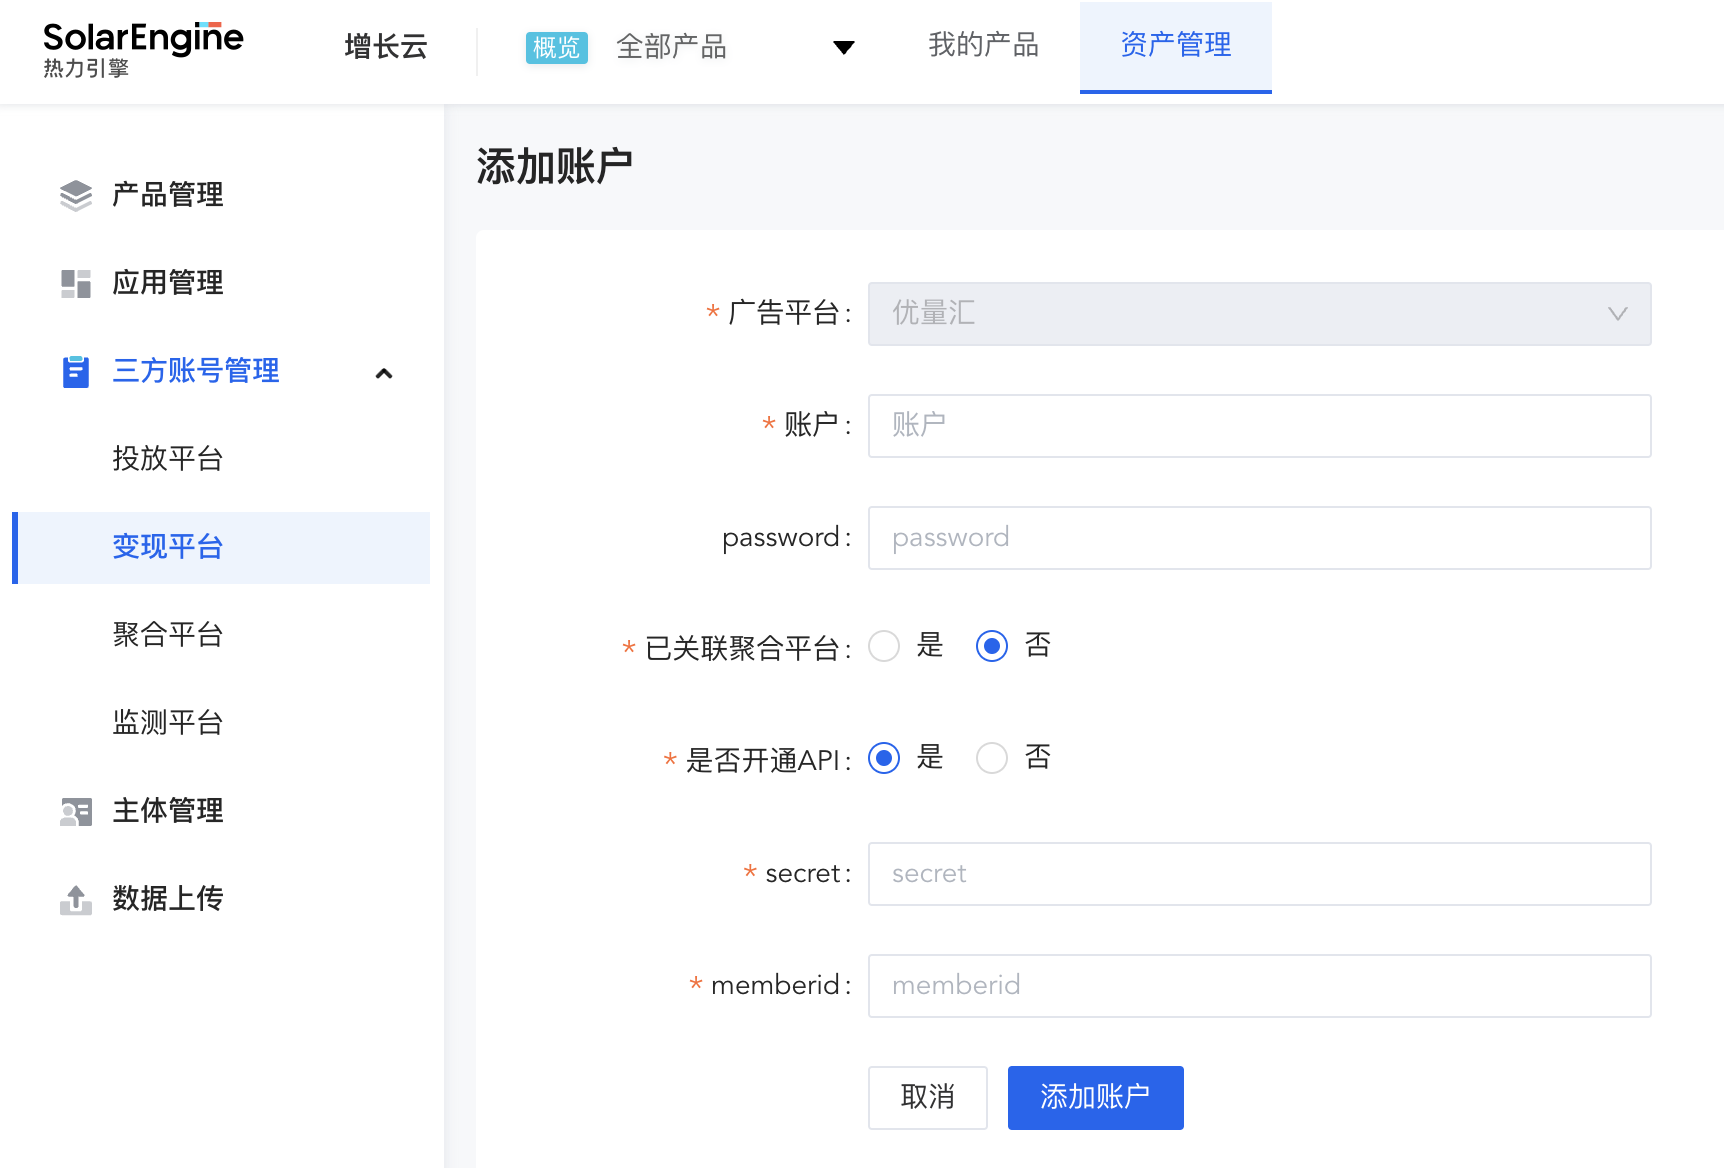 SolarEngine
热力引擎
增长云
概览 全部产品
我的产品
资产管理
产品管理
应用管理
三方账号管理
投放平台
变现平台
聚合平台
监测平台
主体管理
数据上传
添加账户
* 广告平台: 优量汇
* 账户: 账户
password: password
* 已关联聚合平台: 是 否
* 是否开通API: 是 否
* secret: secret
* memberid: memberid
取消 添加账户